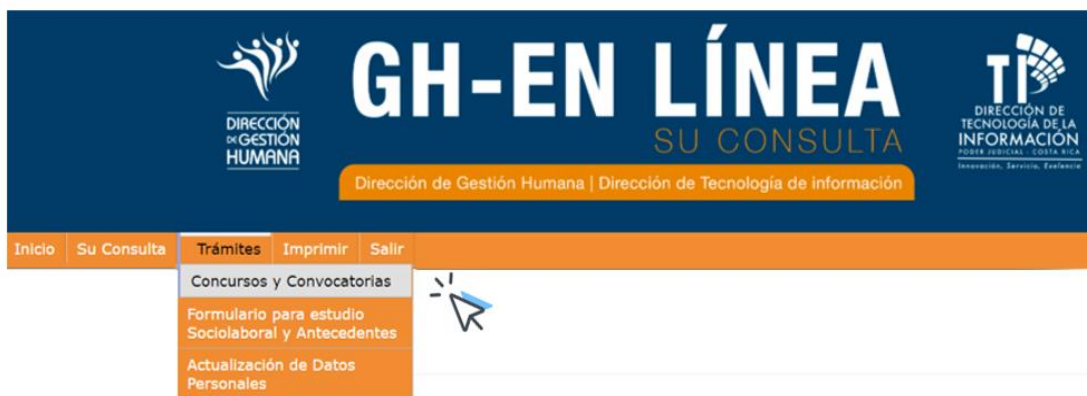 DIRECCIÓN
DE GESTIÓN
HUMANA
GH-EN LÍNEA
SU CONSULTA
Dirección de Gestión Humana | Dirección de Tecnología de información
TI
DIRECCIÓN DE
TECNOLOGÍA DE LA
INFORMACIÓN
PODER JUDICIAL - COSTA RICA
Innovación, Servicio, Exelencia
Inicio
Su Consulta
Trámites
Imprimir
Salir
Concursos y Convocatorias
Formulario para estudio
Sociolaboral y Antecedentes
Actualización de Datos
Personales